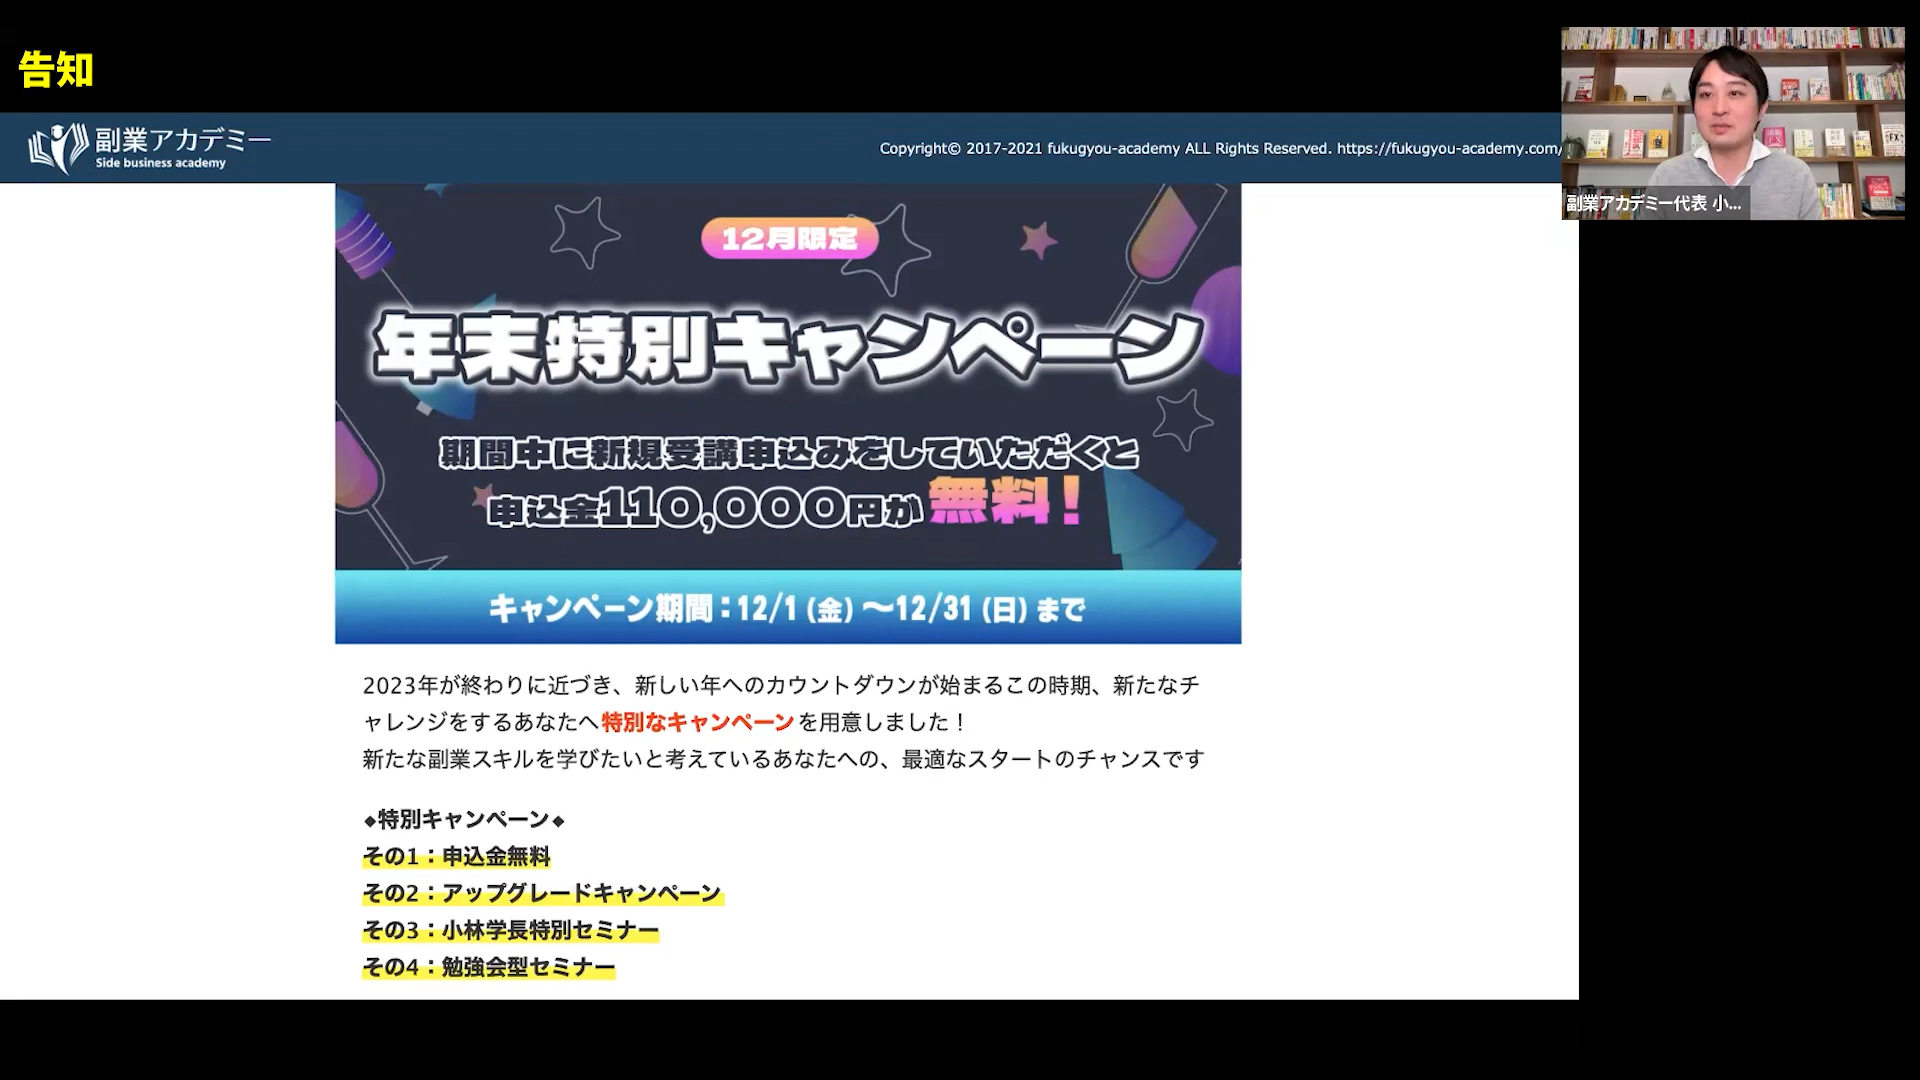 告知
副業アカデミー
Side business academy
Copyright© 2017-2021 fukugyou-academy ALL Rights Reserved. https://fukugyou-academy.com/
副業アカデミー代表 小...
12月限定
年末特別キャンペーン
期間中に新規受講申込みをしていただくと
申込金110,000円が無料！
キャンペーン期間：12/1 (金) 〜12/31 (日) まで
2023年が終わりに近づき、新しい年へのカウントダウンが始まるこの時期、新たなチ
ャレンジをするあなたへ特別なキャンペーンを用意しました！
新たな副業スキルを学びたいと考えているあなたへの、最適なスタートのチャンスです
◆特別キャンペーン◆
その1：申込金無料
その2：アップグレードキャンペーン
その3：小林学長特別セミナー
その4：勉強会型セミナー